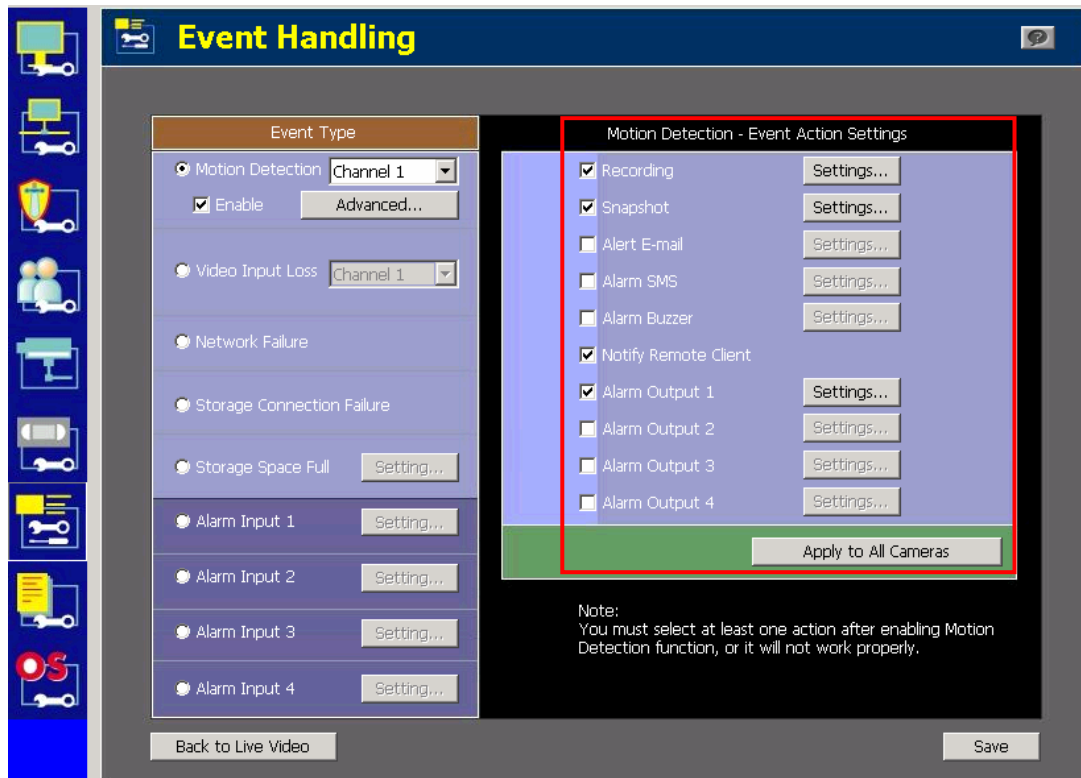 Event Handling
Event Type
Motion Detection Channel 1
Enable Advanced...
Video Input Loss Channel 1
Network Failure
Storage Connection Failure
Storage Space Full Setting...
Alarm Input 1 Setting...
Alarm Input 2 Setting...
Alarm Input 3 Setting...
Alarm Input 4 Setting...
Motion Detection - Event Action Settings
Recording Settings...
Snapshot Settings...
Alert E-mail Settings...
Alarm SMS Settings...
Alarm Buzzer Settings...
Notify Remote Client
Alarm Output 1 Settings...
Alarm Output 2 Settings...
Alarm Output 3 Settings...
Alarm Output 4 Settings...
Apply to All Cameras
Note:
You must select at least one action after enabling Motion
Detection function, or it will not work properly.
OS
Back to Live Video
Save